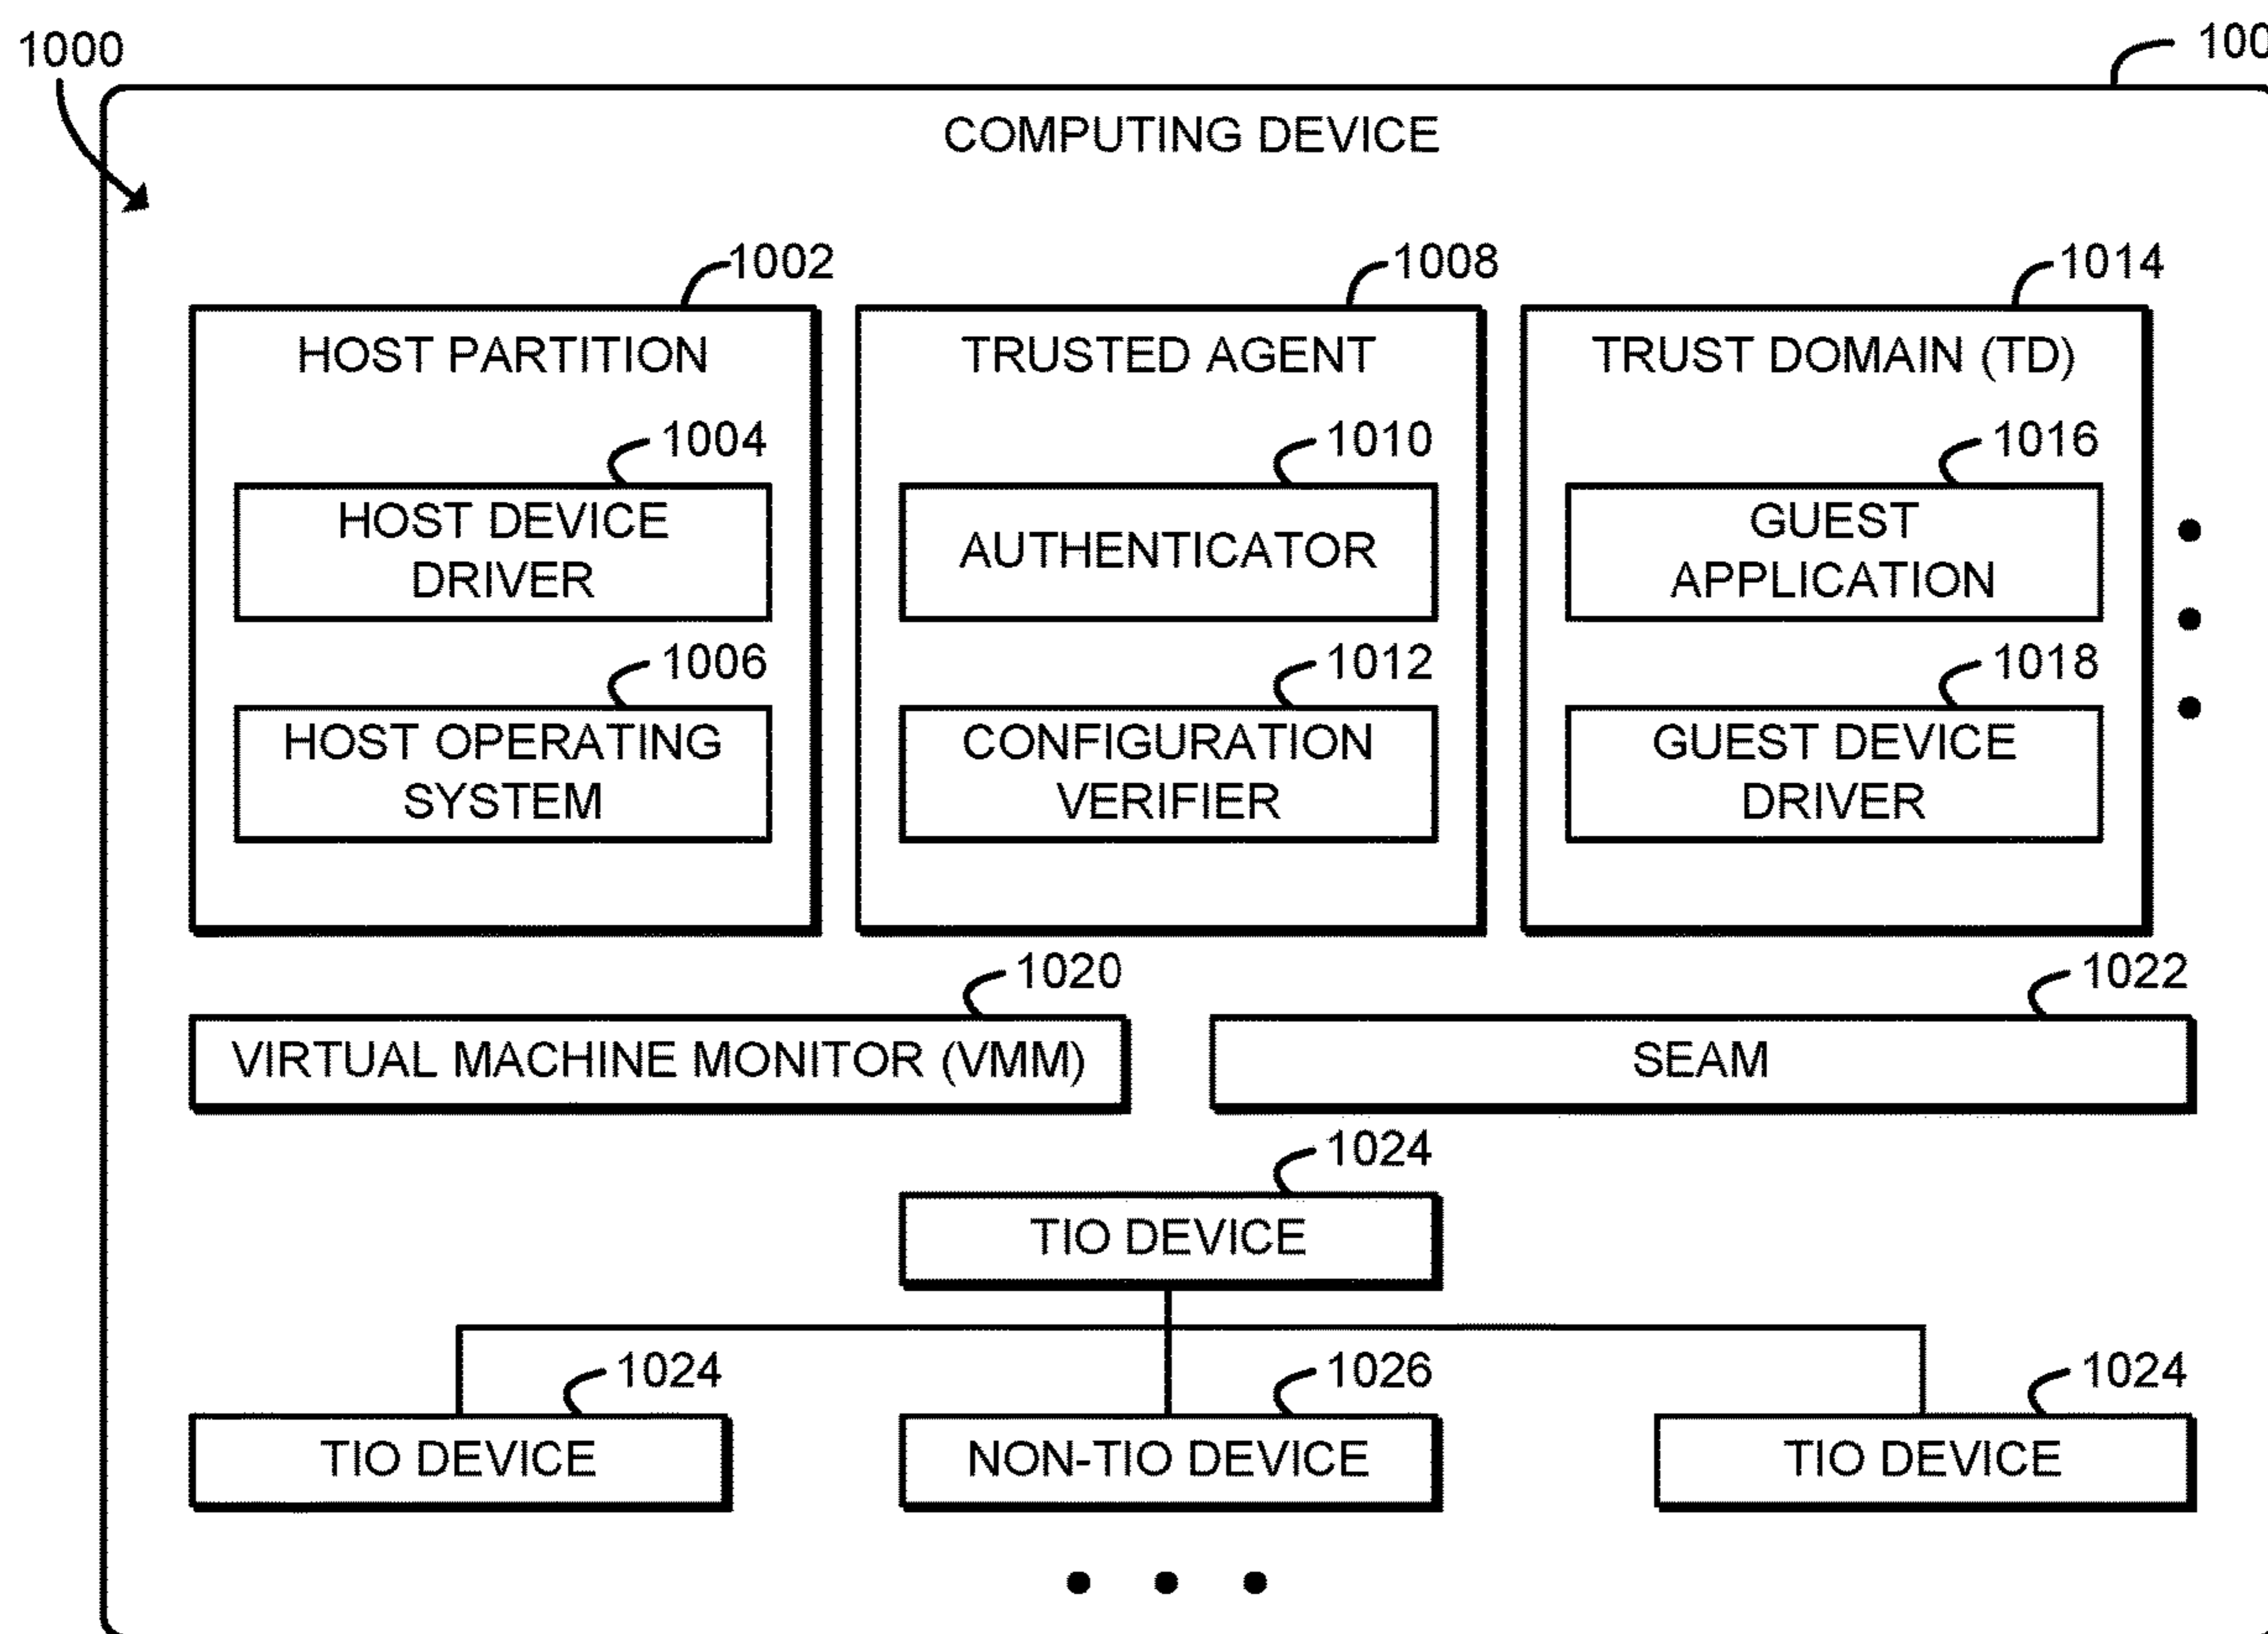 1000
100
COMPUTING DEVICE
1002
1008
1014
HOST PARTITION
TRUSTED AGENT
TRUST DOMAIN (TD)
1004
1010
1016
HOST DEVICE
DRIVER
AUTHENTICATOR
GUEST
APPLICATION
1006
1012
1018
HOST OPERATING
SYSTEM
CONFIGURATION
VERIFIER
GUEST DEVICE
DRIVER
1020
1022
VIRTUAL MACHINE MONITOR (VMM)
SEAM
1024
TIO DEVICE
1024
1026
1024
TIO DEVICE
NON-TIO DEVICE
TIO DEVICE